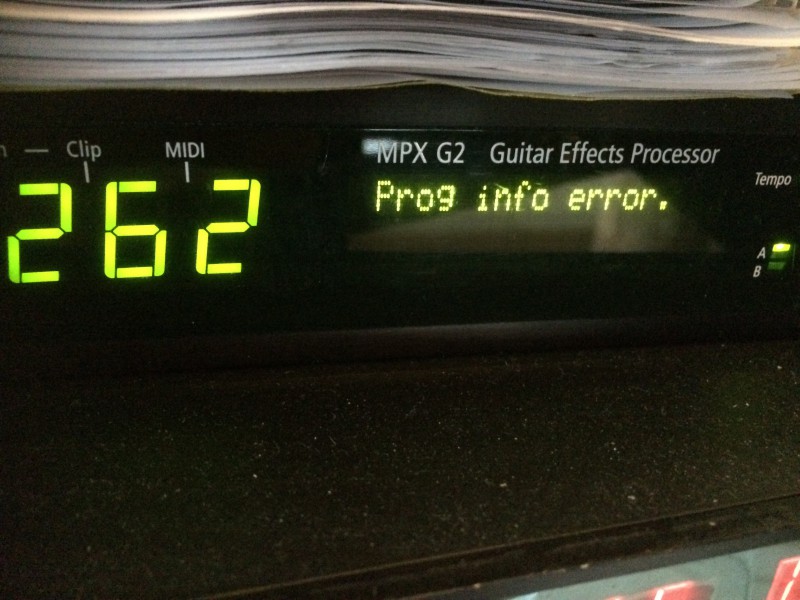 Clip MIDI
MPX G2 Guitar Effects Processor
262 Prog info error.
Tempo
A
B